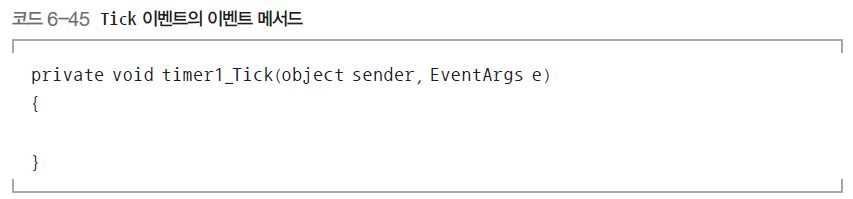 코드 6-45 Tick 이벤트의 이벤트 메서드
private void timer1_Tick(object sender, EventArgs e)
{
}